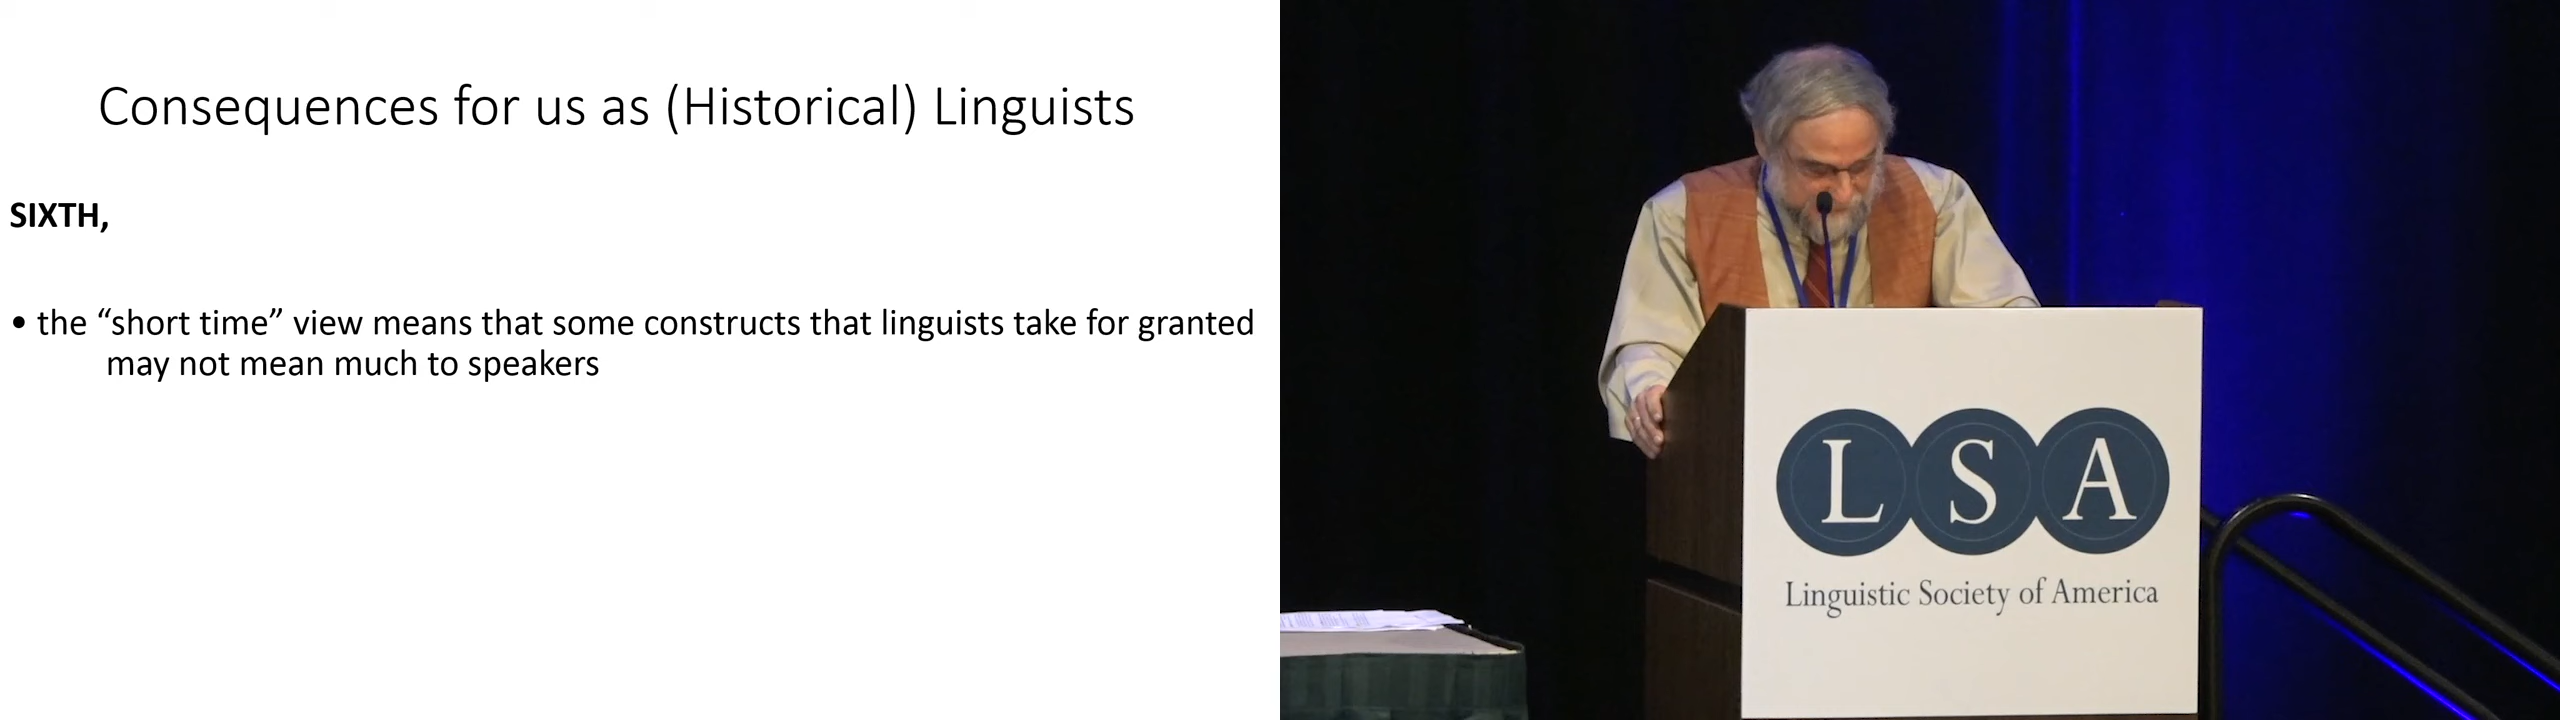 Consequences for us as (Historical) Linguists
SIXTH,
• the “short time” view means that some constructs that linguists take for granted
may not mean much to speakers
LSA
Linguistic Society of America